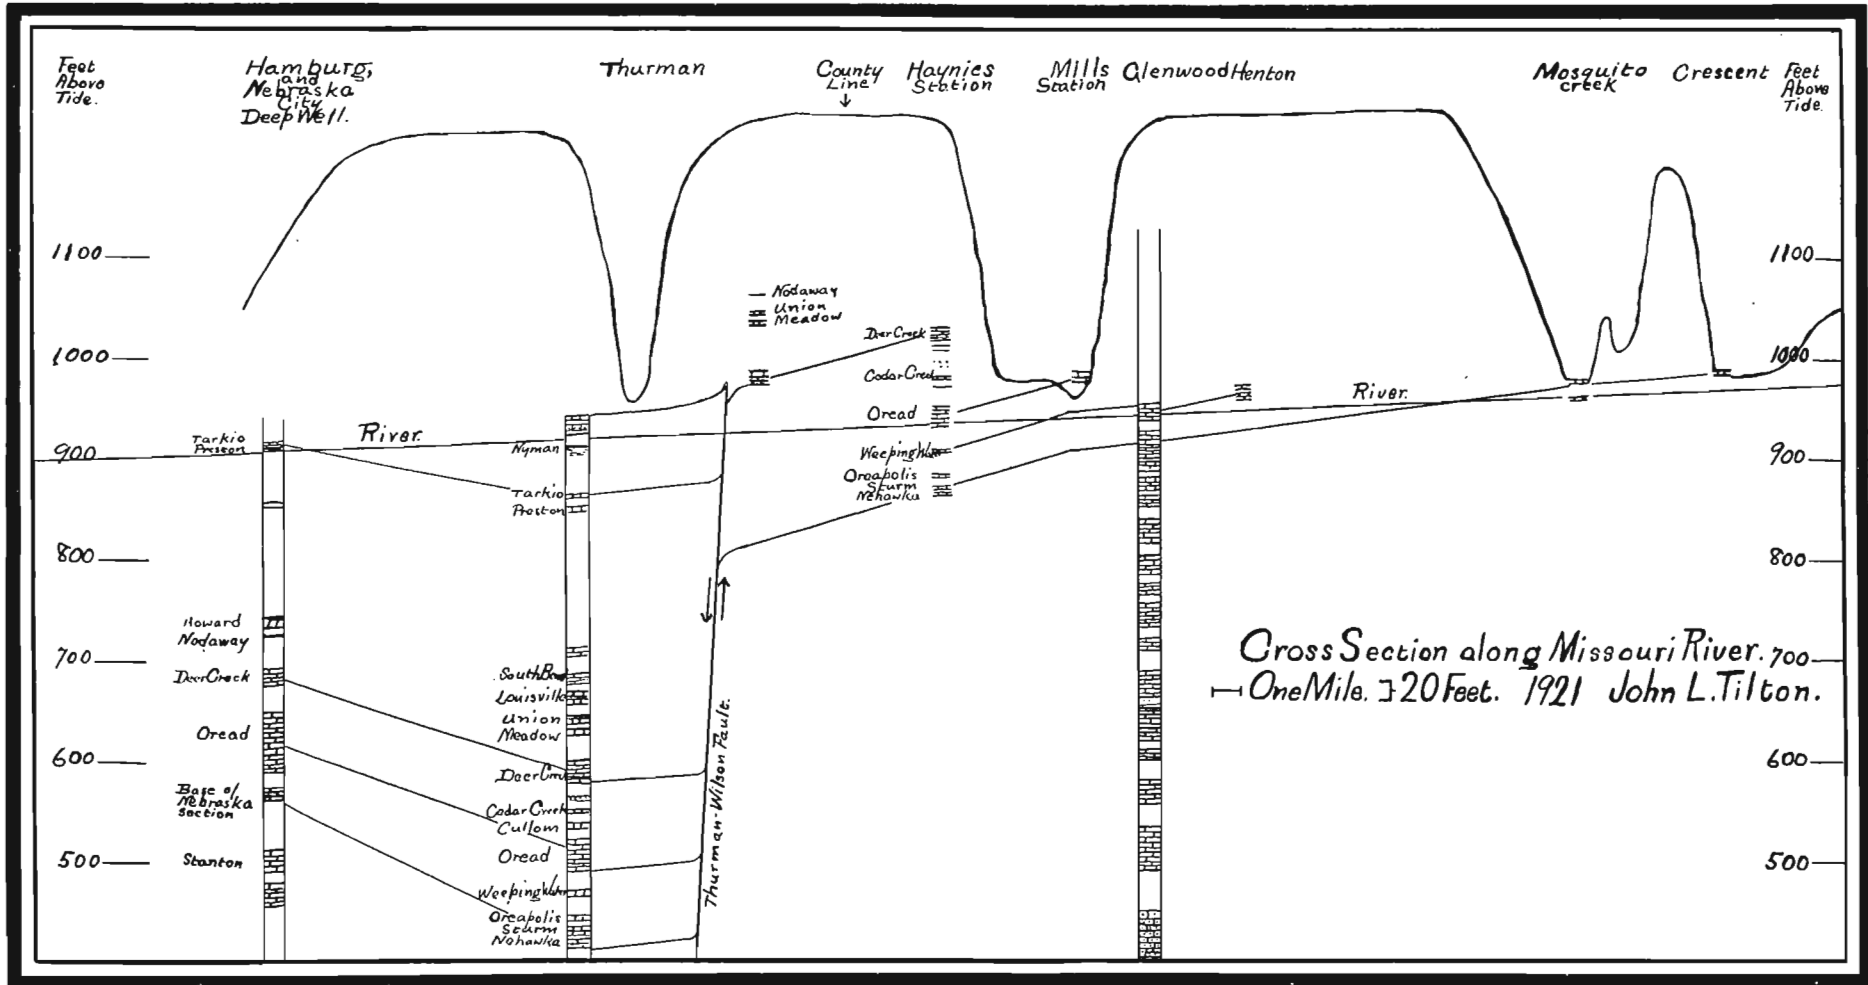 Feet
Above
Tide.
Hamburg,
and
Nebraska
City
Deep Well.
Thurman
County
Line
Haynies
Station
Mills
Station
Glenwood
Henton
Mosquito
creek
Crescent
Feet
Above
Tide.
1100
1000
900
800
700
600
500
Tarkio
Preston
River.
Howard
Nodaway
Deer Creek
Oread
Base of
Nebraska
section
Stanton
Nyman
Tarkio
Preston
South Bend
Louisville
Union
Meadow
Deer Creek
Cedar Creek
Cullom
Oread
Weeping Water
Oreapolis
Sturm
Nehawka
Thurman-Wilson Fault.
Nodaway
Union
Meadow
Deer Creek
Cedar Creek
Oread
Weeping Water
Oreapolis
Sturm
Nehawka
River.
1100
1000
900
800
700
600
500
Cross Section along Missouri River.
One Mile. 20 Feet. 1921 John L. Tilton.